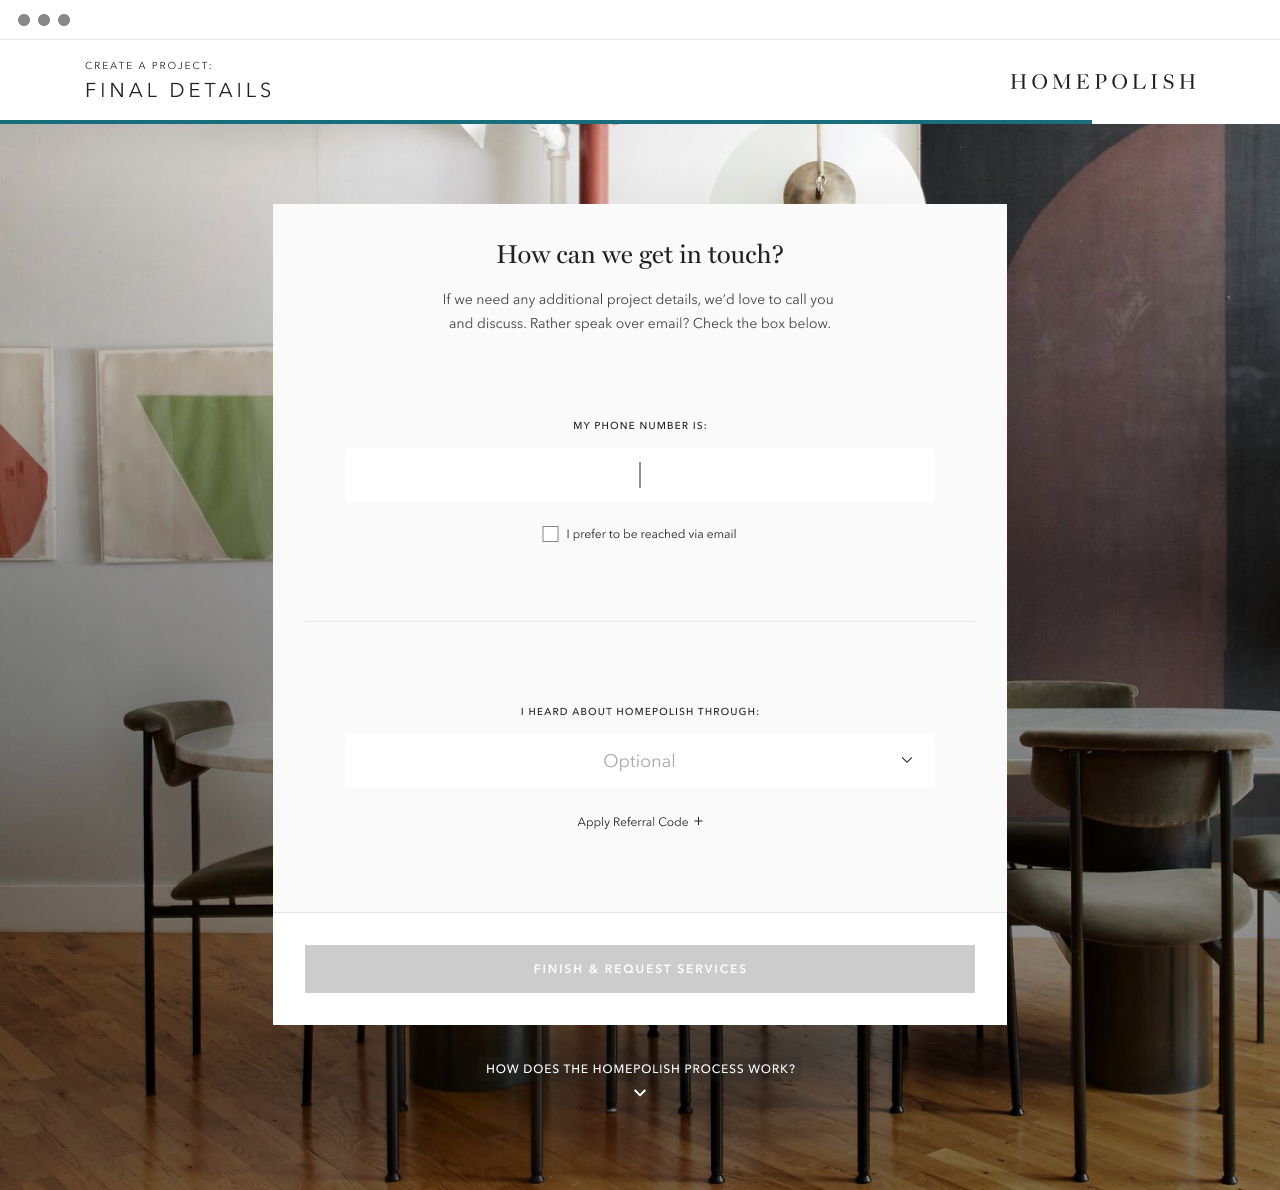 CREATE A PROJECT:
FINAL DETAILS
HOMEPOLISH
How can we get in touch?
If we need any additional project details, we’d love to call you
and discuss. Rather speak over email? Check the box below.
MY PHONE NUMBER IS:
I prefer to be reached via email
I HEARD ABOUT HOMEPOLISH THROUGH:
Optional
Apply Referral Code +
FINISH & REQUEST SERVICES
HOW DOES THE HOMEPOLISH PROCESS WORK?